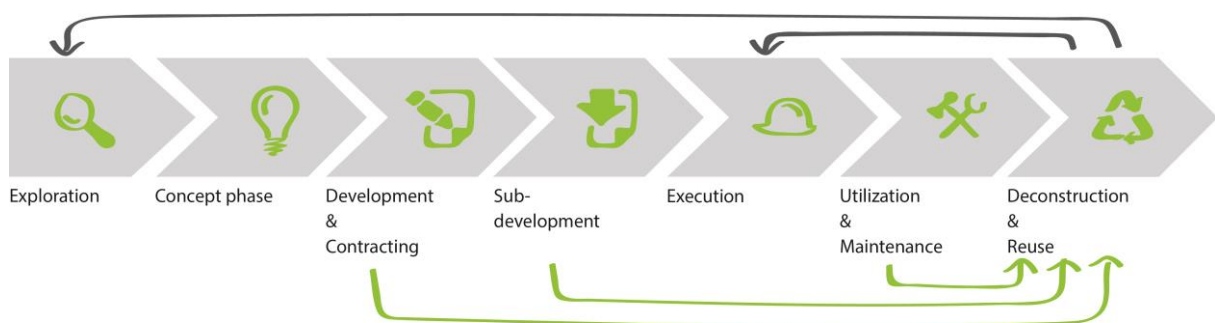 Exploration
Concept phase
Development
&
Contracting
Sub-
development
Execution
Utilization
&
Maintenance
Deconstruction
&
Reuse